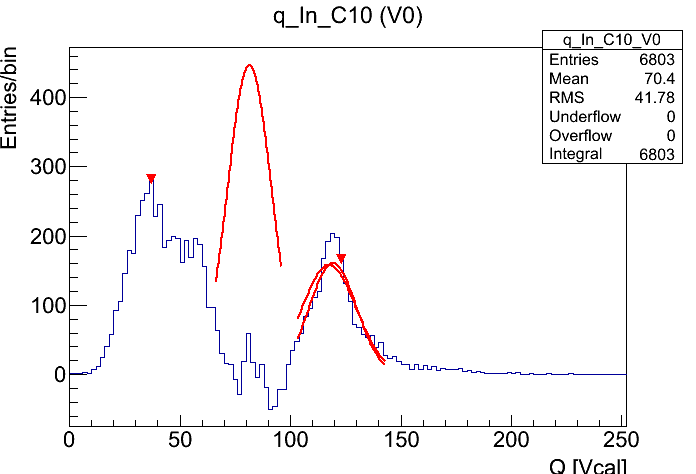 q_In_C10 (V0)
q_In_C10_V0
Entries 6803
Mean 70.4
RMS 41.78
Underflow 0
Overflow 0
Integral 6803
Entries/bin
400
300
200
100
0
0 50 100 150 200 250
Q [Vcal]